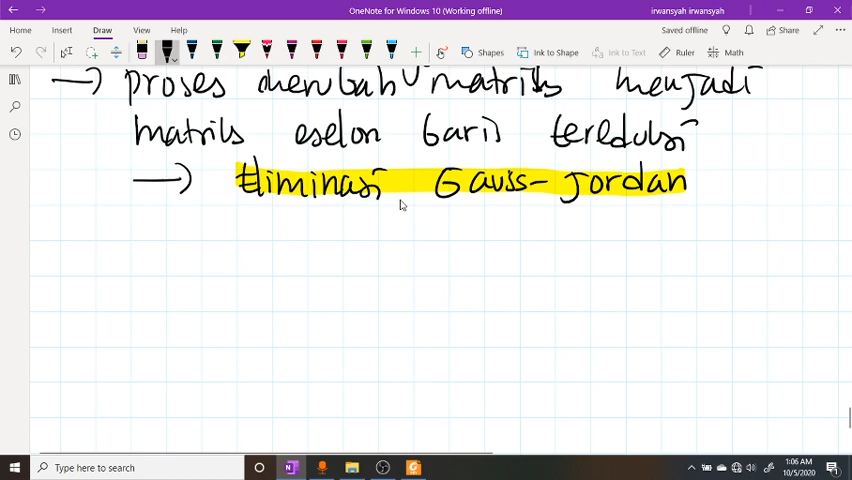 OneNote for Windows 10 (Working offline)
irwansyah irwansyah
Home Insert Draw View Help
Saved offline
Share
Shapes Ink to Shape Ink to Text Ruler Math
→ proses merubah matriks menjadi
matriks eselon baris tereduksi
→ Eliminasi Gauss-Jordan
Type here to search
1:06 AM
10/5/2020